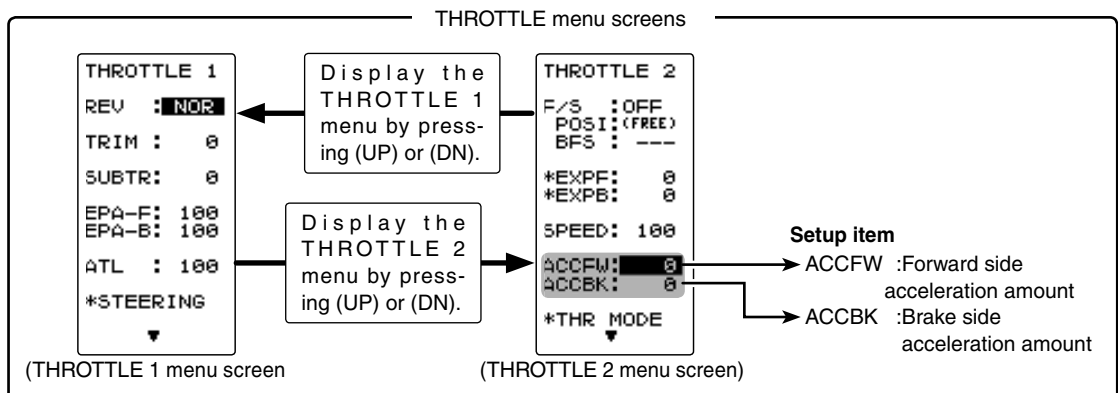 THROTTLE menu screens
THROTTLE 1
REV : NOR
TRIM : 0
SUBTR: 0
EPA-F: 100
EPA-B: 100
ATL : 100
*STEERING
▼
(THROTTLE 1 menu screen
Display the
THROTTLE 1
menu by press-
ing (UP) or (DN).
Display the
THROTTLE 2
menu by press-
ing (UP) or (DN).
THROTTLE 2
F/S :OFF
POSI:(FREE)
BFS : ---
*EXPF: 0
*EXPB: 0
SPEED: 100
ACCFW: 0
ACCBK: 0
*THR MODE
▼
(THROTTLE 2 menu screen)
Setup item
ACCFW :Forward side
acceleration amount
ACCBK :Brake side
acceleration amount